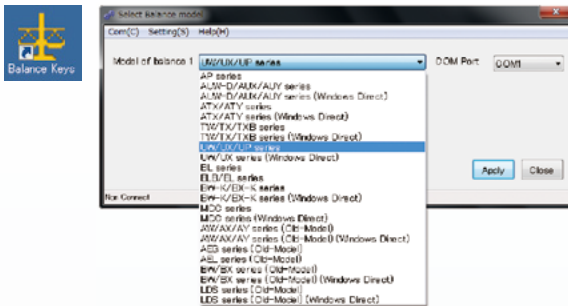 Balance Keys
Select Balance model
Com(C) Setting(S) Help(H)
Model of balance 1 UW/UX/UP series COM Port COM1
AP series
AUW-D/AUX/AUY series
AUW-D/AUX/AUY series (Windows Direct)
ATX/ATY series
ATX/ATY series (Windows Direct)
TW/TX/TXB series
TW/TX/TXB series (Windows Direct)
UW/UX/UP series
UW/UX series (Windows Direct)
BL series
ELB/EL series
BW-K/BX-K series
BW-K/BX-K series (Windows Direct)
MOC series
MOC series (Windows Direct)
AW/AX/AY series (Old-Model)
AW/AX/AY series (Old-Model) (Windows Direct)
AEG series (Old-Model)
AEL series (Old-Model)
BW/BX series (Old-Model)
BW/BX series (Old-Model) (Windows Direct)
LDS series (Old-Model)
LDS series (Old-Model) (Windows Direct)
Apply Close
Non Connect